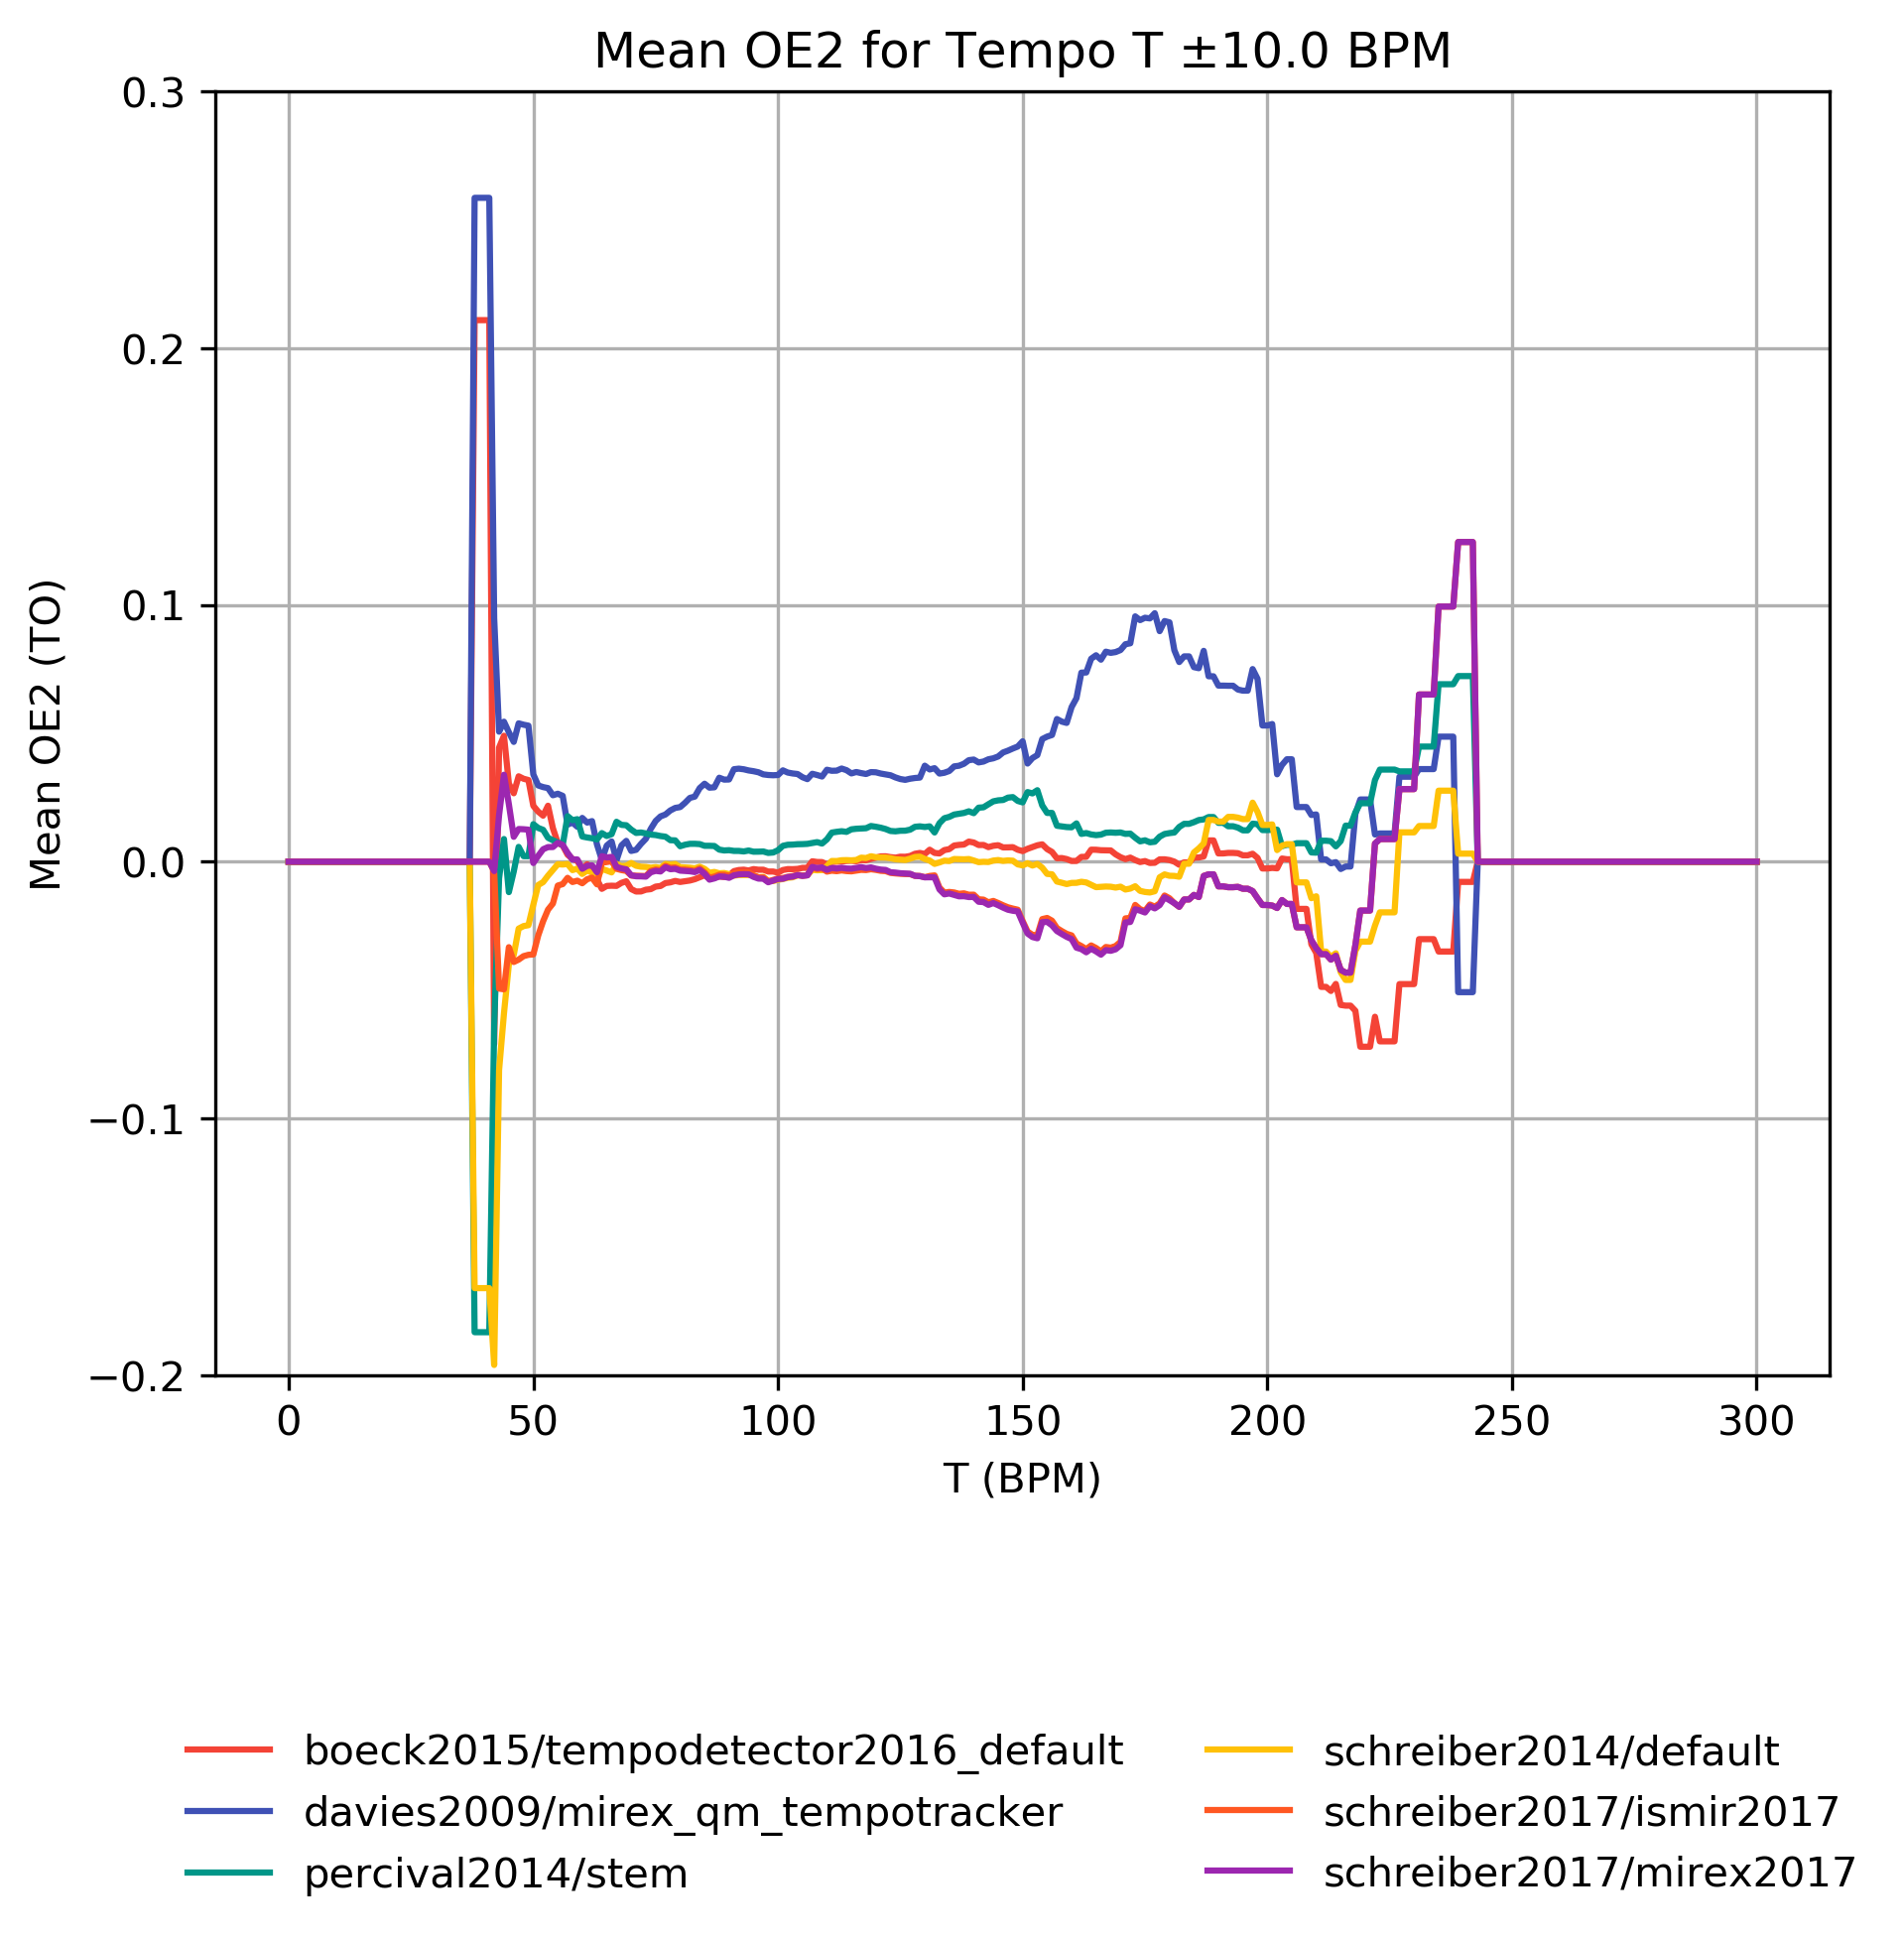 Mean OE2 for Tempo T ±10.0 BPM
0.3
0.2
0.1
0.0
−0.1
−0.2
Mean OE2 (TO)
0 50 100 150 200 250 300
T (BPM)
boeck2015/tempodetector2016_default
davies2009/mirex_qm_tempotracker
percival2014/stem
schreiber2014/default
schreiber2017/ismir2017
schreiber2017/mirex2017